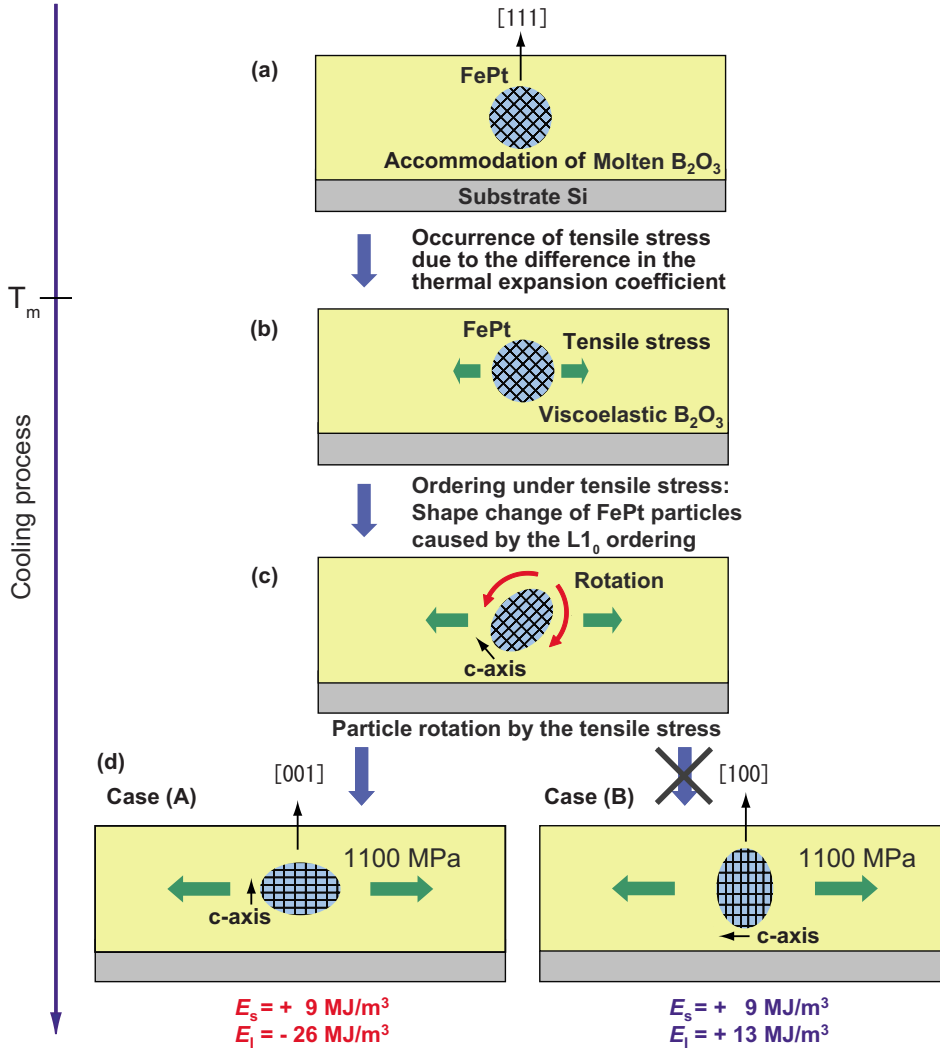 [111]
(a)
FePt
Accommodation of Molten B₂O₃
Substrate Si
Occurrence of tensile stress
due to the difference in the
thermal expansion coefficient
Tₘ
(b)
FePt
Tensile stress
Viscoelastic B₂O₃
Cooling process
Ordering under tensile stress:
Shape change of FePt particles
caused by the L1₀ ordering
(c)
Rotation
c-axis
Particle rotation by the tensile stress
(d)
[001]
Case (A)
1100 MPa
c-axis
Eₛ = + 9 MJ/m³
Eₗ = - 26 MJ/m³
[100]
Case (B)
1100 MPa
c-axis
Eₛ = + 9 MJ/m³
Eₗ = + 13 MJ/m³